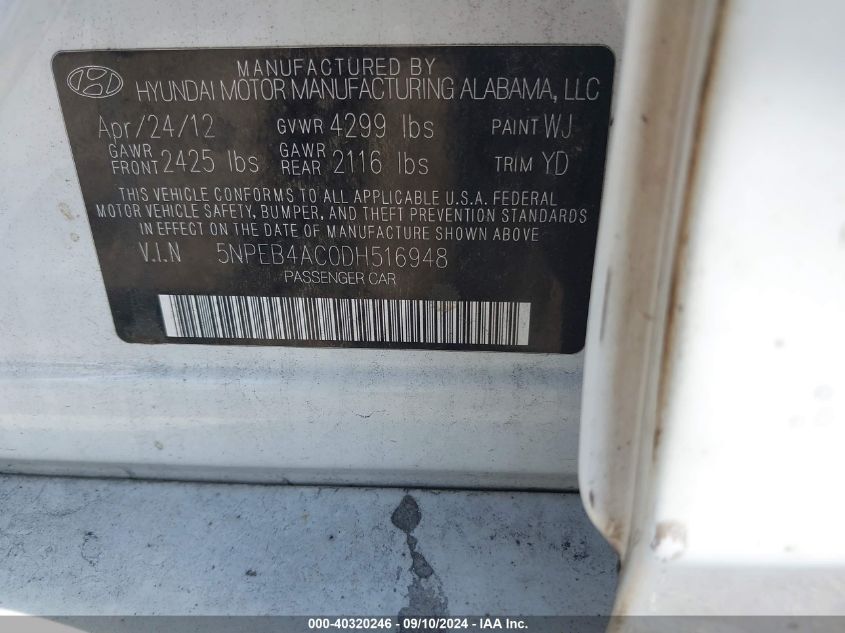 MANUFACTURED BY
HYUNDAI MOTOR MANUFACTURING ALABAMA, LLC
Apr/24/12 GVWR 4299 lbs PAINT WJ
GAWR FRONT 2425 lbs GAWR REAR 2116 lbs TRIM YD
THIS VEHICLE CONFORMS TO ALL APPLICABLE U.S.A. FEDERAL
MOTOR VEHICLE SAFETY, BUMPER, AND THEFT PREVENTION STANDARDS
IN EFFECT ON THE DATE OF MANUFACTURE SHOWN ABOVE
V.I.N 5NPEB4AC0DH516948
PASSENGER CAR
000-40320246 - 09/10/2024 - IAA Inc.